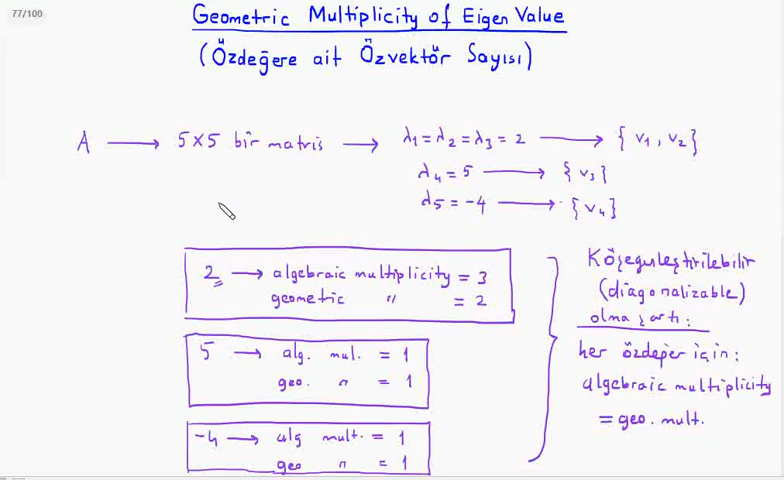 77/100
Geometric Multiplicity of Eigen Value
(Özdeğere ait Özvektör Sayısı)
A → 5x5 bir matris → λ1 = λ2 = λ3 = 2 → {v1, v2}
λ4 = 5 → {v3}
λ5 = -4 → {v4}
2 → algebraic multiplicity = 3
geometric " = 2
5 → alg. mul. = 1
geo. " = 1
-4 → alg mult. = 1
geo " = 1
Köşegenleştirilebilir
(diagonalizable)
olma şartı:
her özdeğer için:
algebraic multiplicity
= geo. mult.